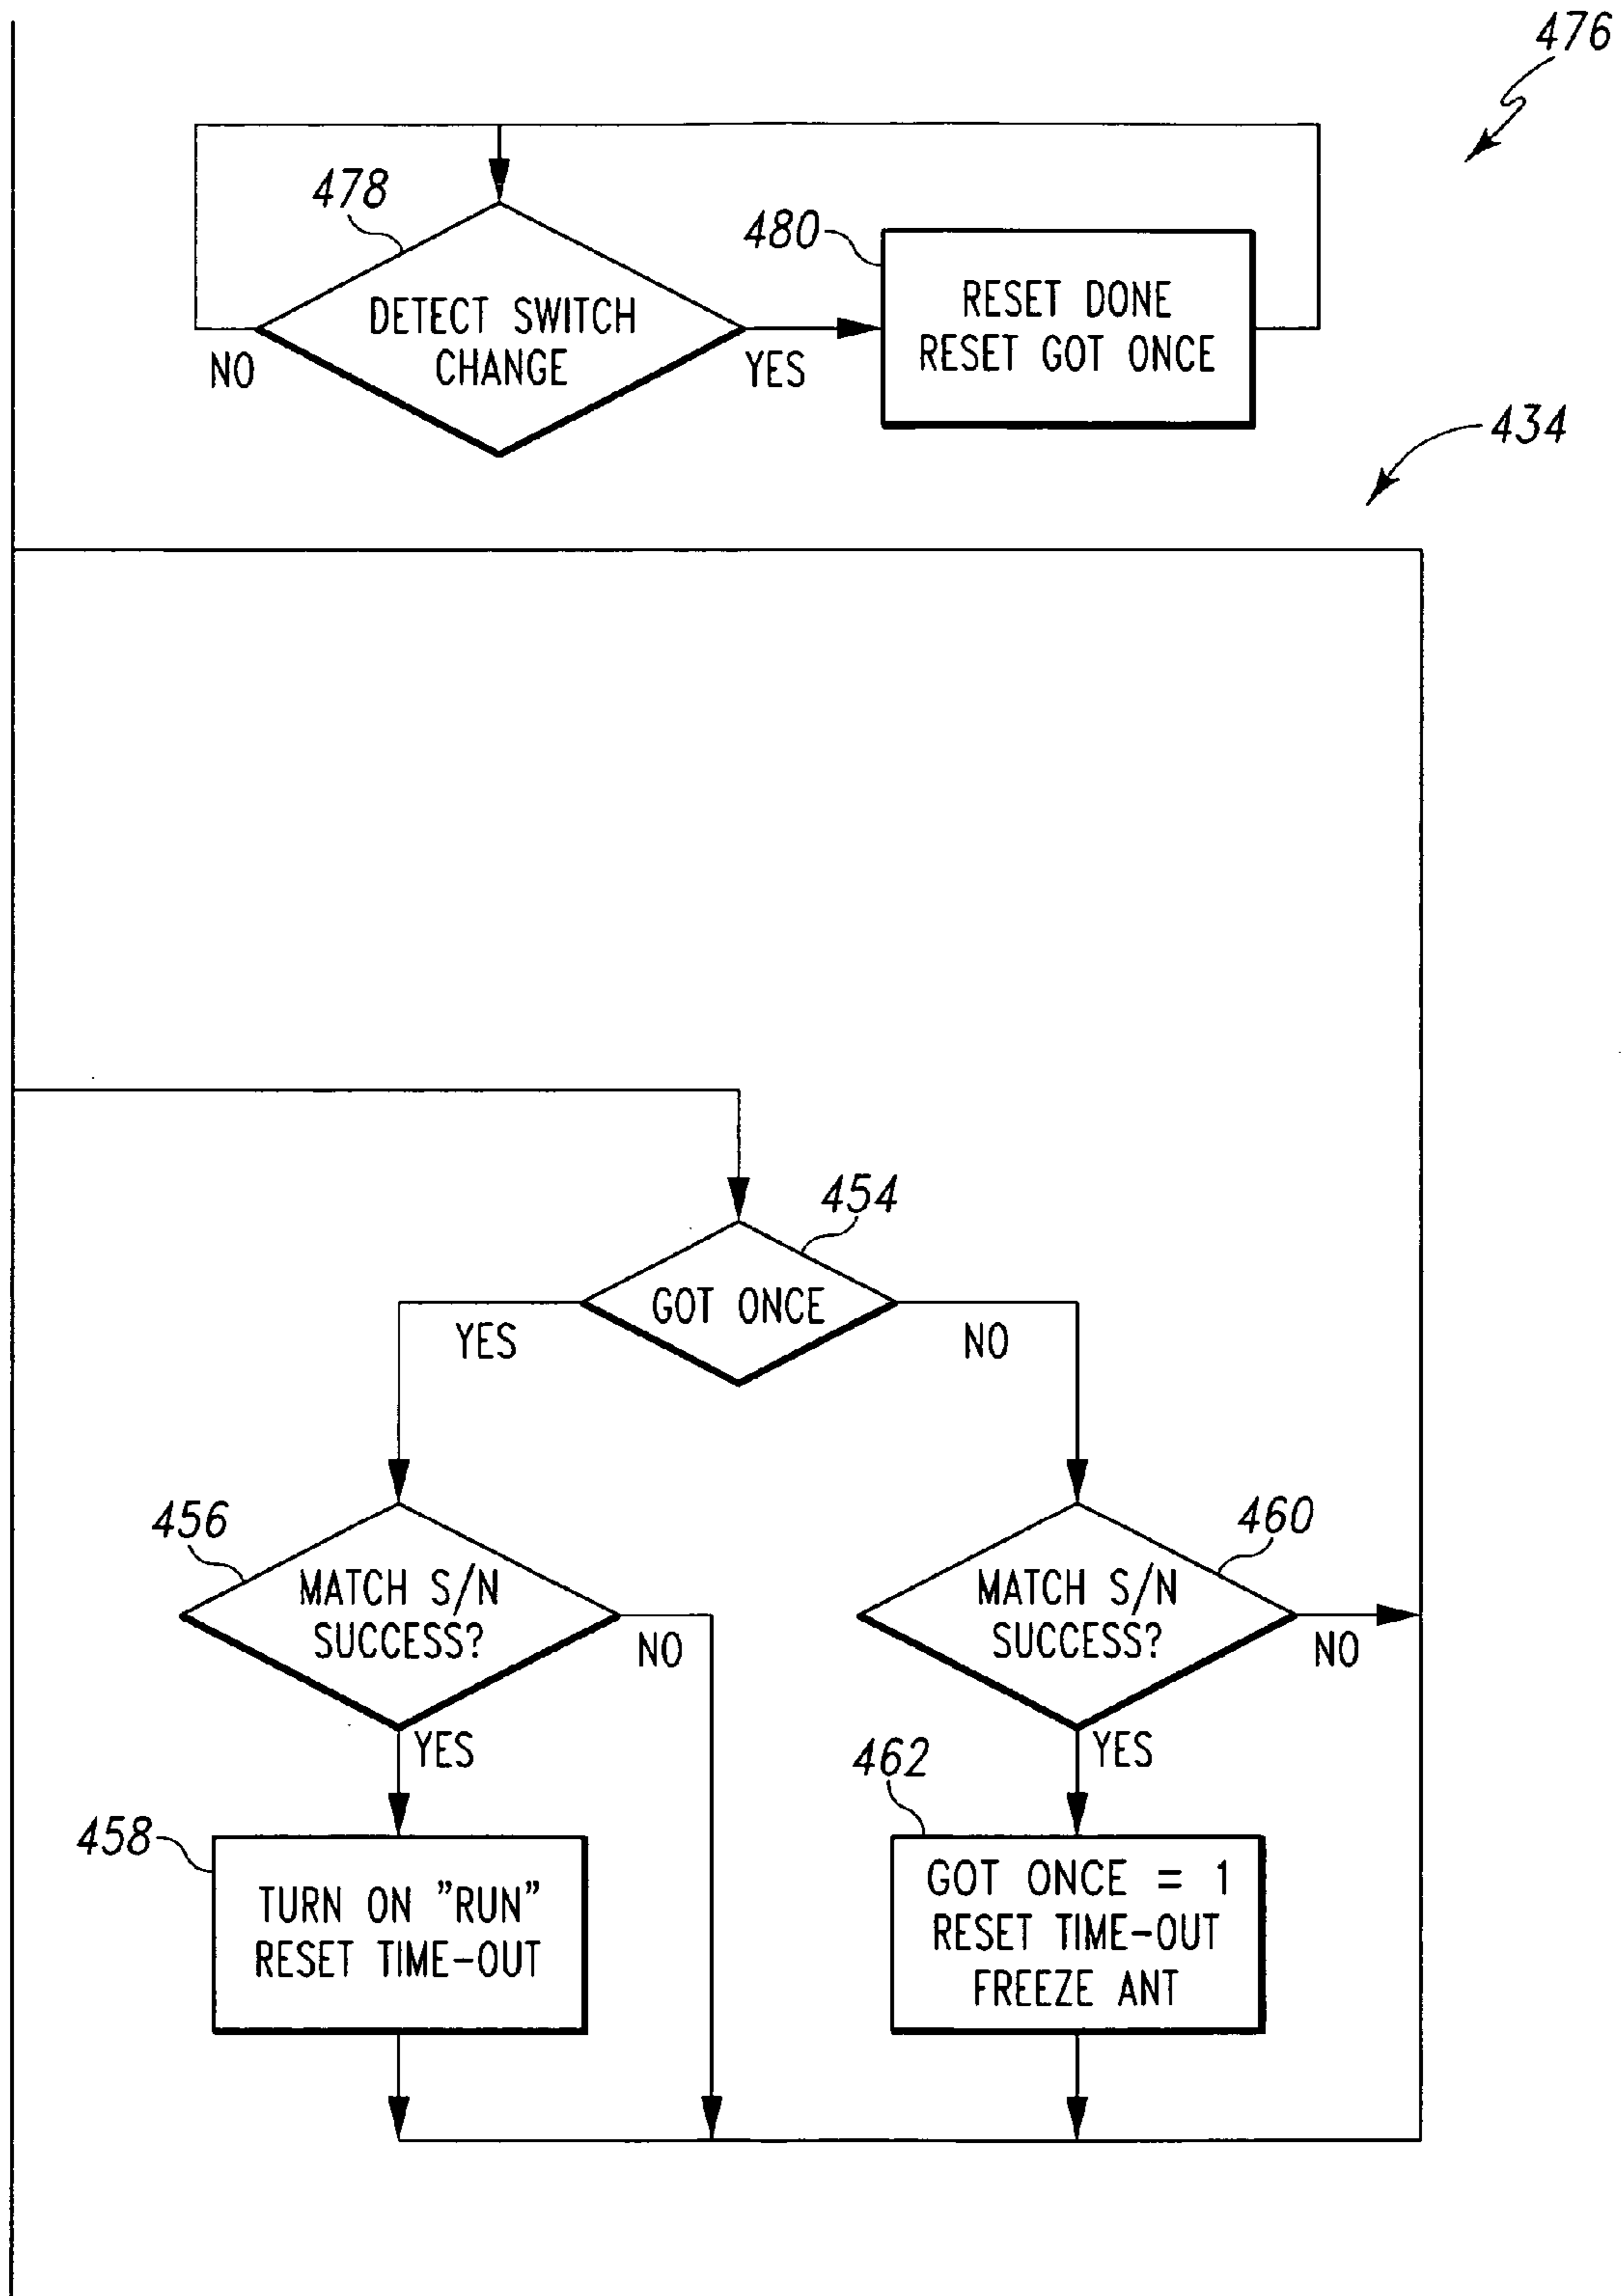 476
478
480
DETECT SWITCH
CHANGE
NO
YES
RESET DONE
RESET GOT ONCE
434
454
GOT ONCE
YES
NO
456
MATCH S/N
SUCCESS?
NO
YES
460
MATCH S/N
SUCCESS?
NO
YES
458
TURN ON "RUN"
RESET TIME-OUT
462
GOT ONCE = 1
RESET TIME-OUT
FREEZE ANT